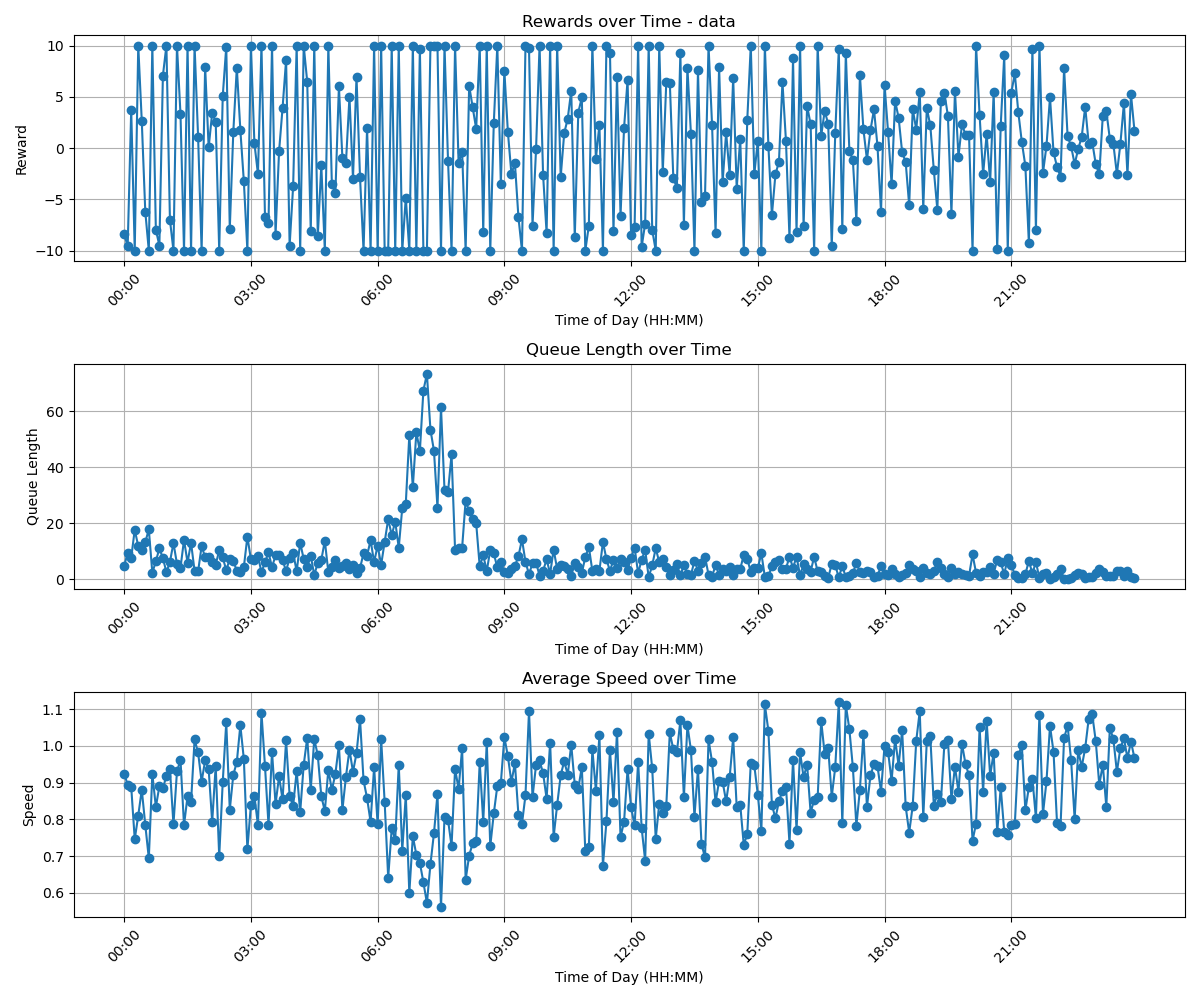 Rewards over Time - data
10
5
0
−5
−10
Reward
00:00 03:00 06:00 09:00 12:00 15:00 18:00 21:00
Time of Day (HH:MM)
Queue Length over Time
60
40
20
0
Queue Length
00:00 03:00 06:00 09:00 12:00 15:00 18:00 21:00
Time of Day (HH:MM)
Average Speed over Time
1.1
1.0
0.9
0.8
0.7
0.6
Speed
00:00 03:00 06:00 09:00 12:00 15:00 18:00 21:00
Time of Day (HH:MM)